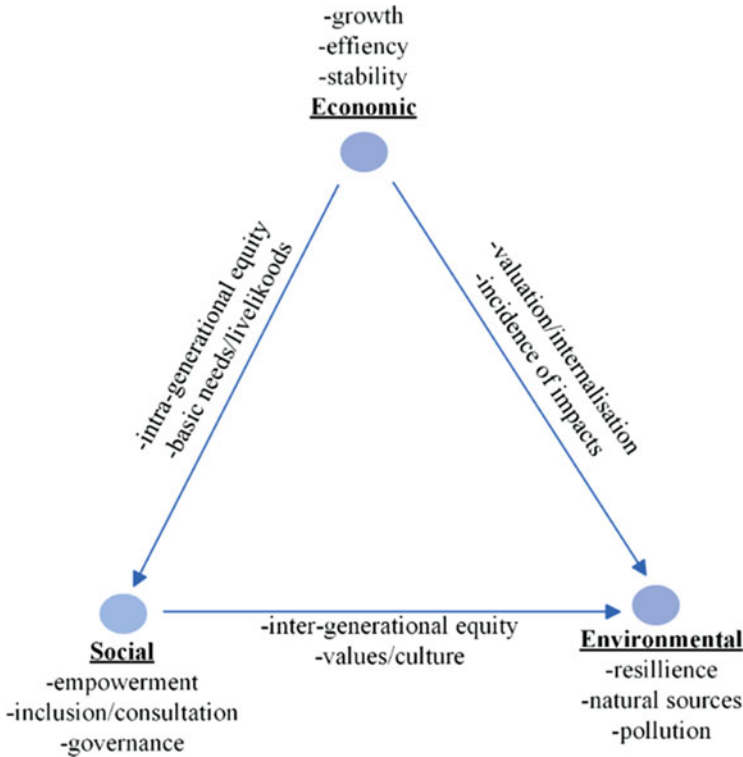 -growth
-effiency
-stability
Economic
-intra-generational equity
-basic needs/livelikoods
-valuation/internalisation
-incidence of impacts
-inter-generational equity
-values/culture
Social
-empowerment
-inclusion/consultation
-governance
Environmental
-resillience
-natural sources
-pollution